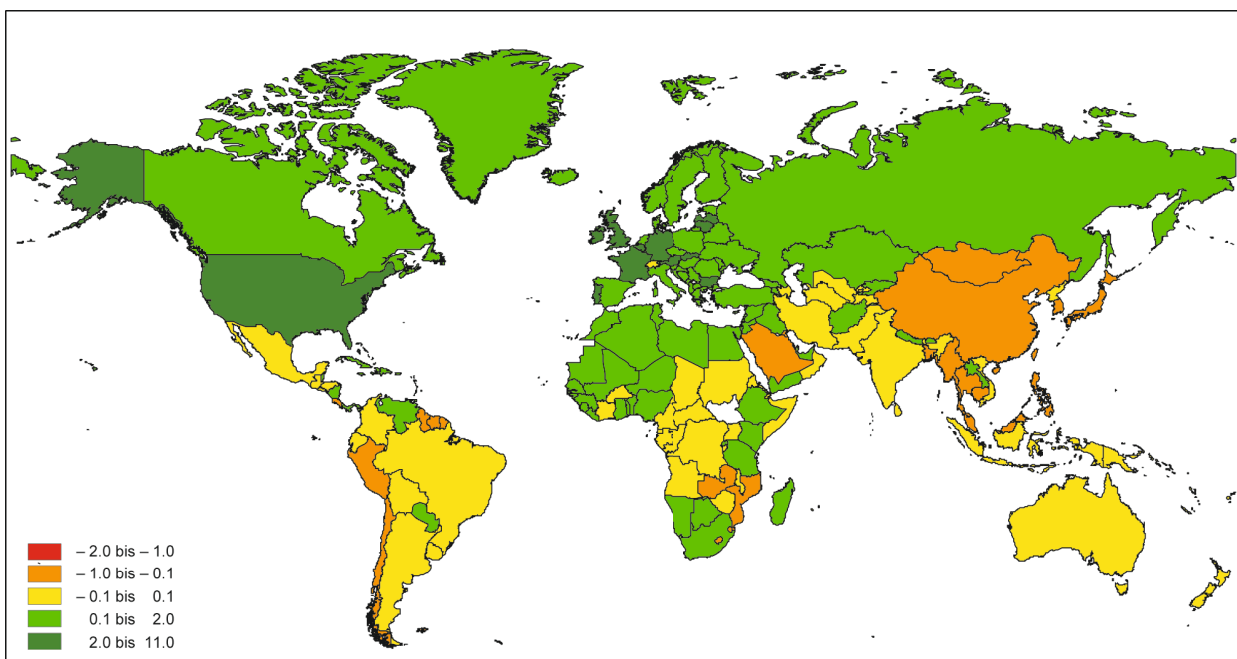 – 2.0 bis – 1.0
– 1.0 bis – 0.1
– 0.1 bis 0.1
0.1 bis 2.0
2.0 bis 11.0